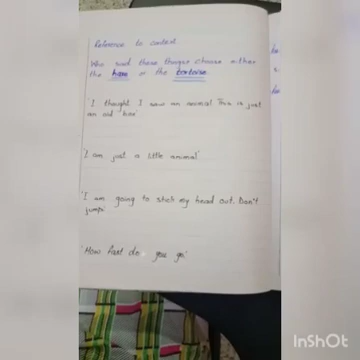 Reference to context
Who said these things choose either
the hare or the tortoise
'I thought I saw an animal This is just
an old
'I am just a little animal'
'I am going to stick my head out. Don't
jump.'
'How fast do you go'
InShOt